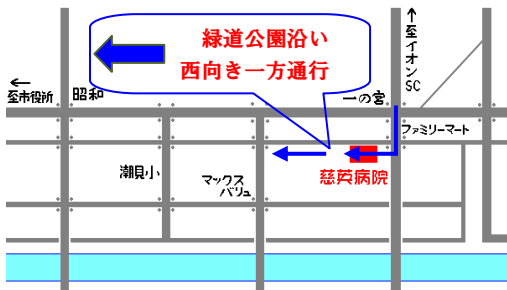 緑道公園沿い
西向き一方通行
←
至市役所
昭和
一の宮
↑至イオンSC
ファミリーマート
潮見小
マックス
バリュ
慈英病院